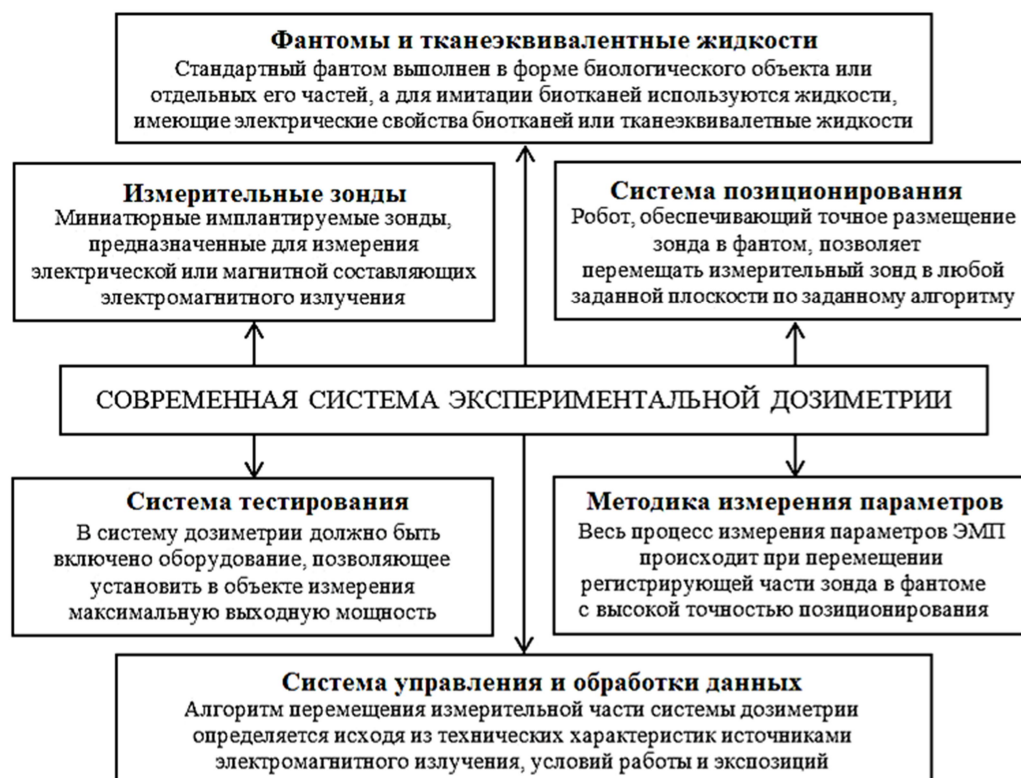 Фантомы и тканеэквивалентные жидкости
Стандартный фантом выполнен в форме биологического объекта или
отдельных его частей, а для имитации биотканей используются жидкости,
имеющие электрические свойства биотканей или тканеэквивалетные жидкости
Измерительные зонды
Миниатюрные имплантируемые зонды,
предназначенные для измерения
электрической или магнитной составляющих
электромагнитного излучения
Система позиционирования
Робот, обеспечивающий точное размещение
зонда в фантом, позволяет
перемещать измерительный зонд в любой
заданной плоскости по заданному алгоритму
СОВРЕМЕННАЯ СИСТЕМА ЭКСПЕРИМЕНТАЛЬНОЙ ДОЗИМЕТРИИ
Система тестирования
В систему дозиметрии должно быть
включено оборудование, позволяющее
установить в объекте измерения
максимальную выходную мощность
Методика измерения параметров
Весь процесс измерения параметров ЭМП
происходит при перемещении
регистрирующей части зонда в фантоме
с высокой точностью позиционирования
Система управления и обработки данных
Алгоритм перемещения измерительной части системы дозиметрии
определяется исходя из технических характеристик источниками
электромагнитного излучения, условий работы и экспозиций